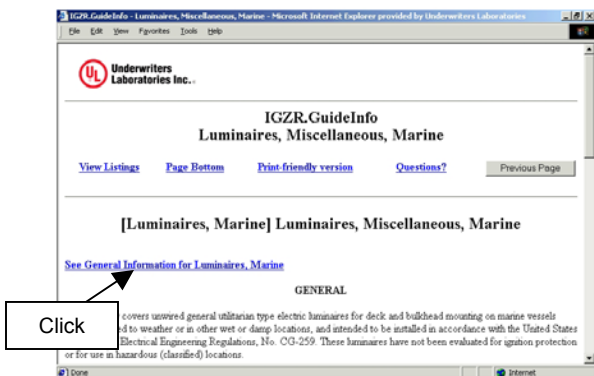 IGZR.GuideInfo - Luminaires, Miscellaneous, Marine - Microsoft Internet Explorer provided by Underwriters Laboratories
File Edit View Favorites Tools Help
UL Underwriters
Laboratories Inc.
IGZR.GuideInfo
Luminaires, Miscellaneous, Marine
View Listings Page Bottom Print-friendly version Questions? Previous Page
[Luminaires, Marine] Luminaires, Miscellaneous, Marine
See General Information for Luminaires, Marine
GENERAL
covers unwired general utilitarian type electric luminaires for deck and bulkhead mounting on marine vessels
Click
ed to weather or in other wet or damp locations, and intended to be installed in accordance with the United States
Electrical Engineering Regulations, No. CG-259. These luminaires have not been evaluated for ignition protection
or for use in hazardous (classified) locations.
Done Internet